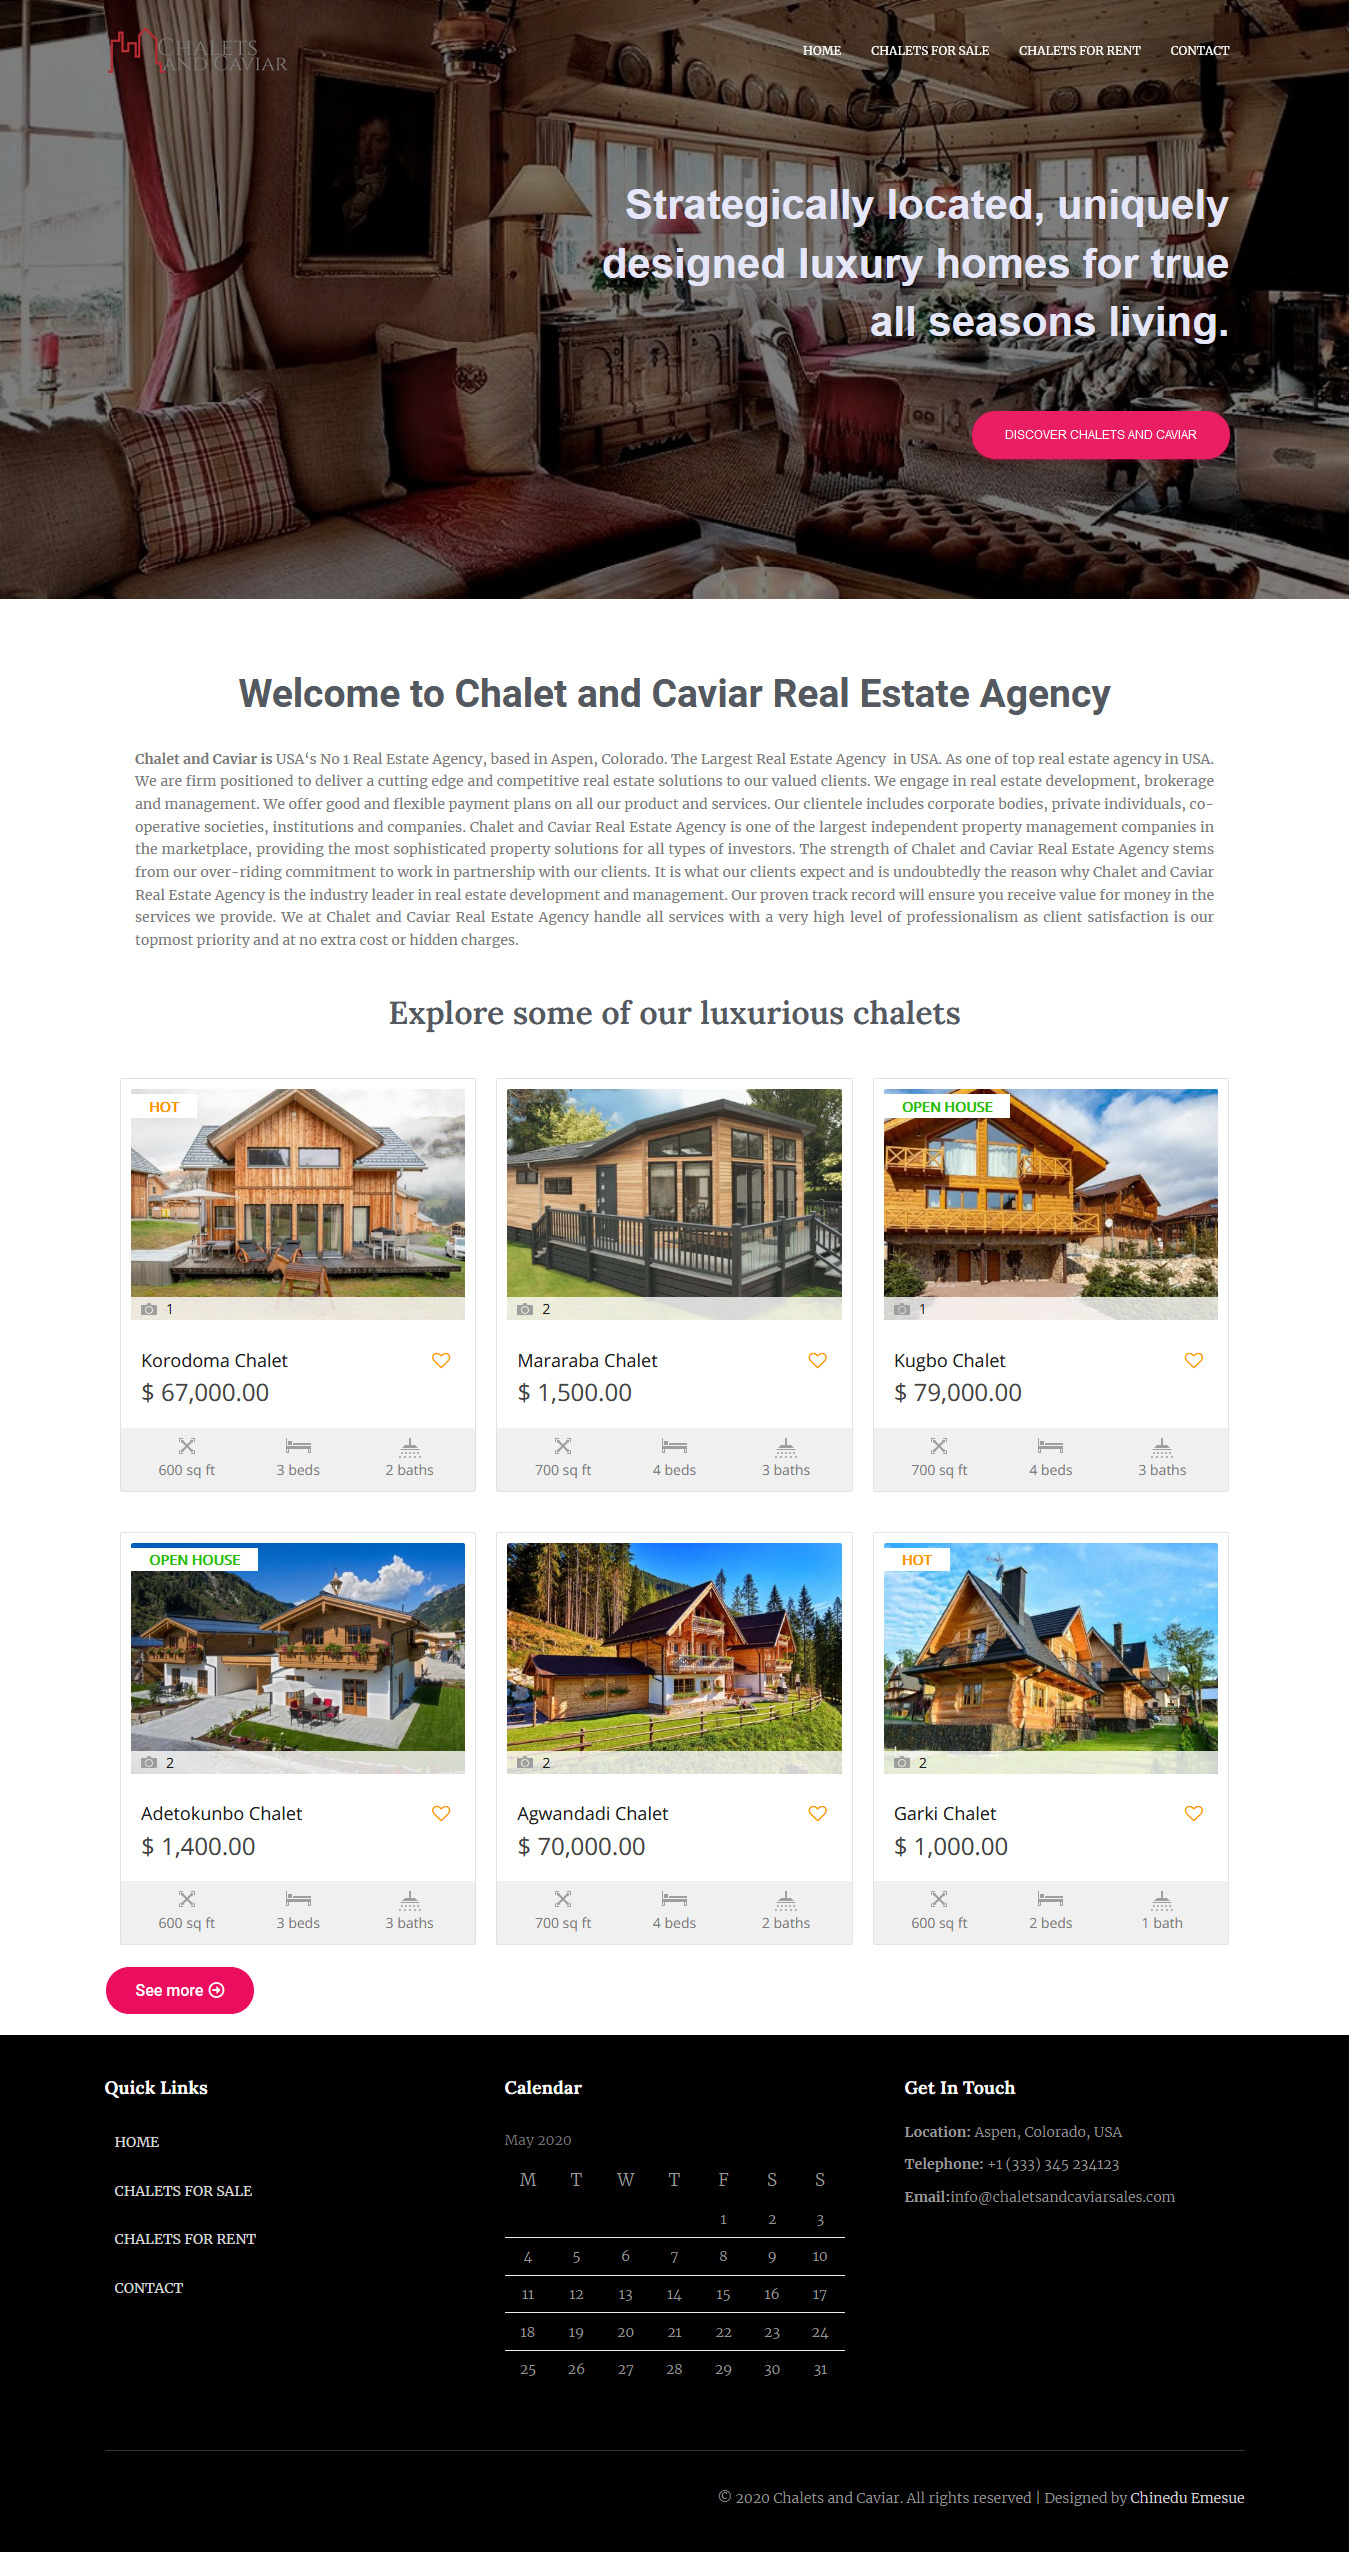 CHALETS
AND CAVIAR
HOME CHALETS FOR SALE CHALETS FOR RENT CONTACT
Strategically located, uniquely
designed luxury homes for true
all seasons living.
DISCOVER CHALETS AND CAVIAR
Welcome to Chalet and Caviar Real Estate Agency
Chalet and Caviar is USA‘s No 1 Real Estate Agency, based in Aspen, Colorado. The Largest Real Estate Agency in USA. As one of top real estate agency in USA.
We are firm positioned to deliver a cutting edge and competitive real estate solutions to our valued clients. We engage in real estate development, brokerage
and management. We offer good and flexible payment plans on all our product and services. Our clientele includes corporate bodies, private individuals, co-
operative societies, institutions and companies. Chalet and Caviar Real Estate Agency is one of the largest independent property management companies in
the marketplace, providing the most sophisticated property solutions for all types of investors. The strength of Chalet and Caviar Real Estate Agency stems
from our over-riding commitment to work in partnership with our clients. It is what our clients expect and is undoubtedly the reason why Chalet and Caviar
Real Estate Agency is the industry leader in real estate development and management. Our proven track record will ensure you receive value for money in the
services we provide. We at Chalet and Caviar Real Estate Agency handle all services with a very high level of professionalism as client satisfaction is our
topmost priority and at no extra cost or hidden charges.
Explore some of our luxurious chalets
HOT
1
Korodoma Chalet
$ 67,000.00
600 sq ft 3 beds 2 baths
2
Mararaba Chalet
$ 1,500.00
700 sq ft 4 beds 3 baths
OPEN HOUSE
1
Kugbo Chalet
$ 79,000.00
700 sq ft 4 beds 3 baths
OPEN HOUSE
2
Adetokunbo Chalet
$ 1,400.00
600 sq ft 3 beds 3 baths
2
Agwandadi Chalet
$ 70,000.00
700 sq ft 4 beds 2 baths
HOT
2
Garki Chalet
$ 1,000.00
600 sq ft 2 beds 1 bath
See more
Quick Links
HOME
CHALETS FOR SALE
CHALETS FOR RENT
CONTACT
Calendar
May 2020
M T W T F S S
1 2 3
4 5 6 7 8 9 10
11 12 13 14 15 16 17
18 19 20 21 22 23 24
25 26 27 28 29 30 31
Get In Touch
Location: Aspen, Colorado, USA
Telephone: +1 (333) 345 234123
Email:info@chaletsandcaviarsales.com
© 2020 Chalets and Caviar. All rights reserved | Designed by Chinedu Emesue